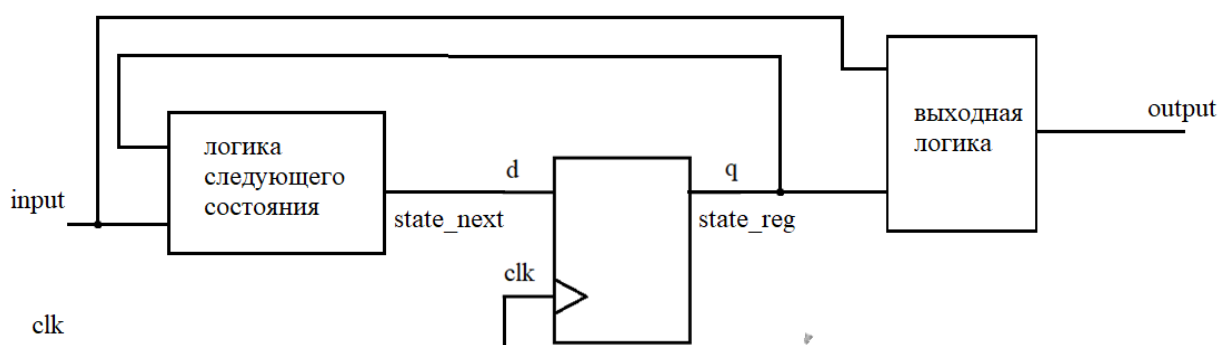 input
clk
логика
следующего
состояния
d
state_next
clk
q
state_reg
выходная
логика
output